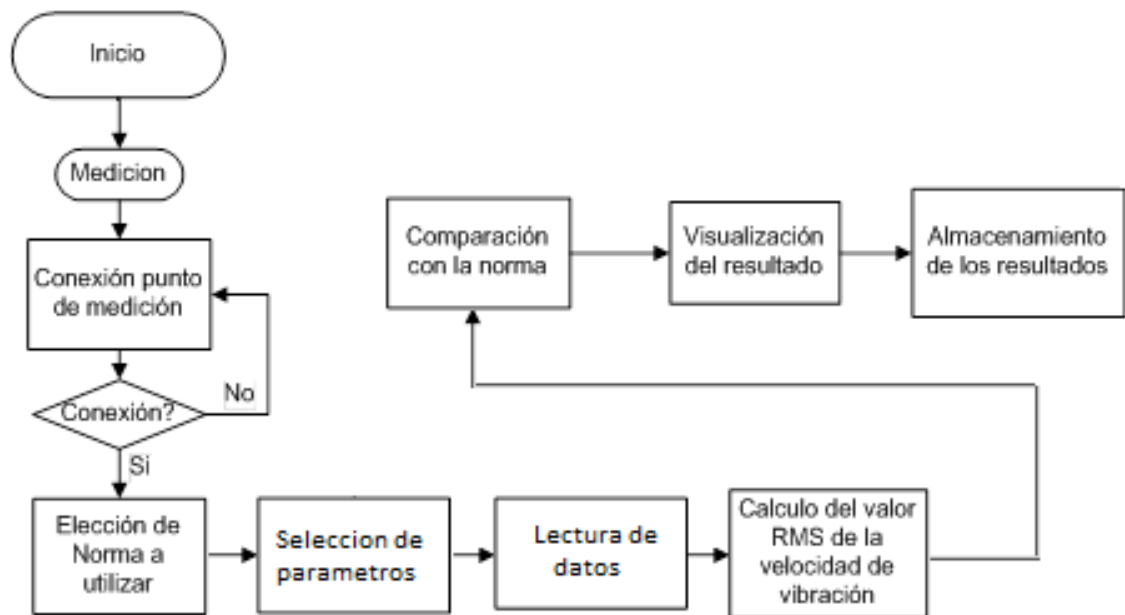 Inicio
Medicion
Conexión punto
de medición
Conexión?
No
Si
Elección de
Norma a
utilizar
Seleccion de
parametros
Lectura de
datos
Calculo del valor
RMS de la
velocidad de
vibración
Comparación
con la norma
Visualización
del resultado
Almacenamiento
de los resultados